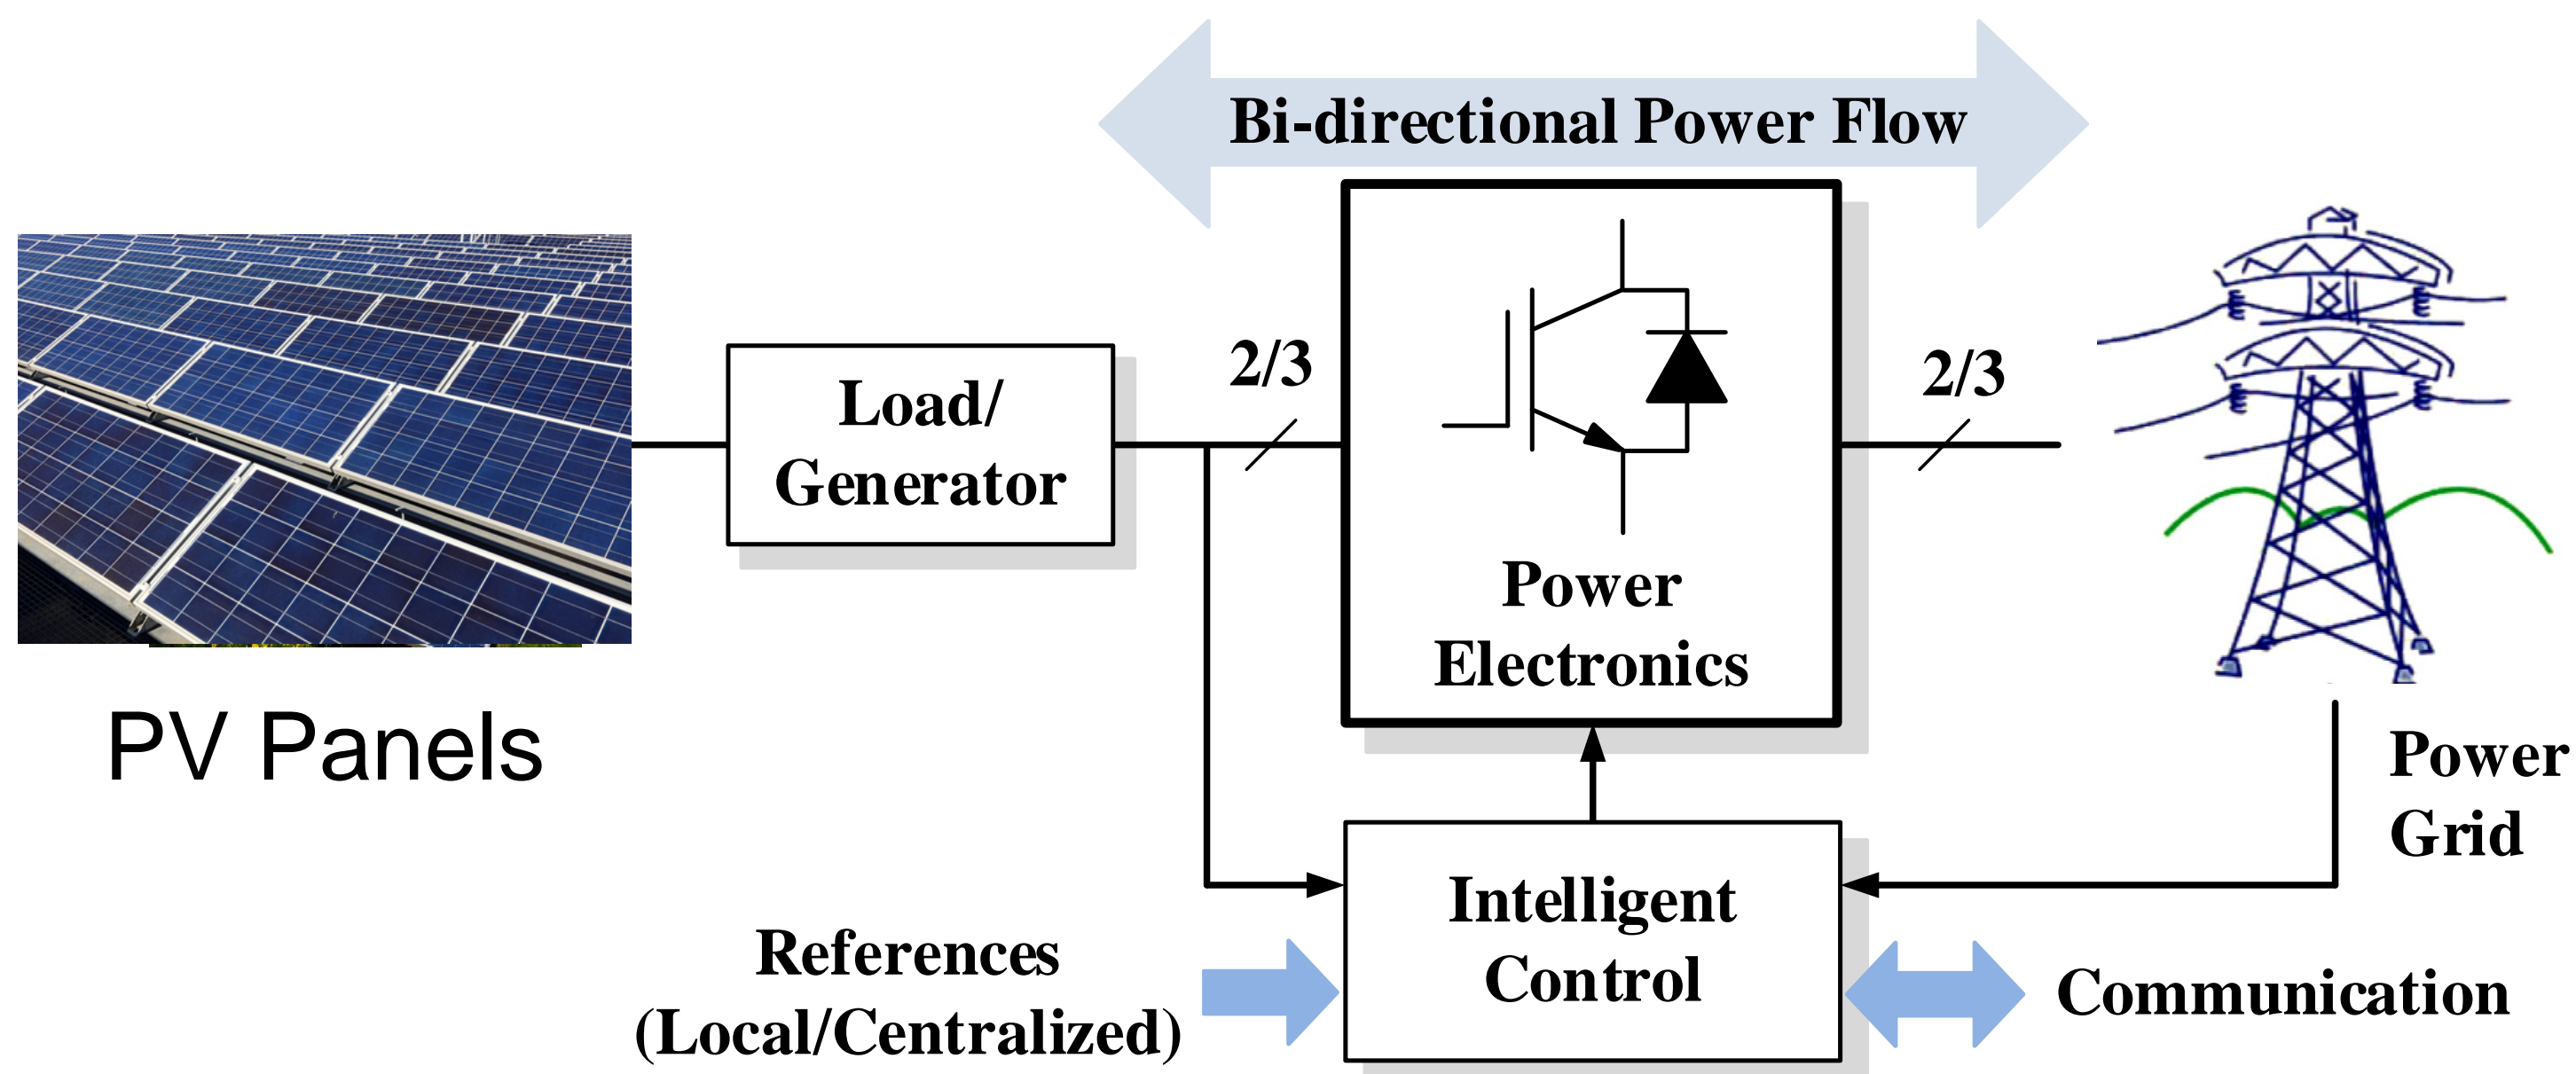 Bi-directional Power Flow
Load/
Generator
2/3
2/3
Power
Electronics
PV Panels
Power
Grid
Intelligent
Control
References
(Local/Centralized)
Communication